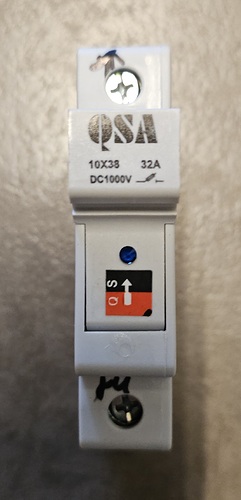 QSA
10X38 32A
DC1000V
Q S